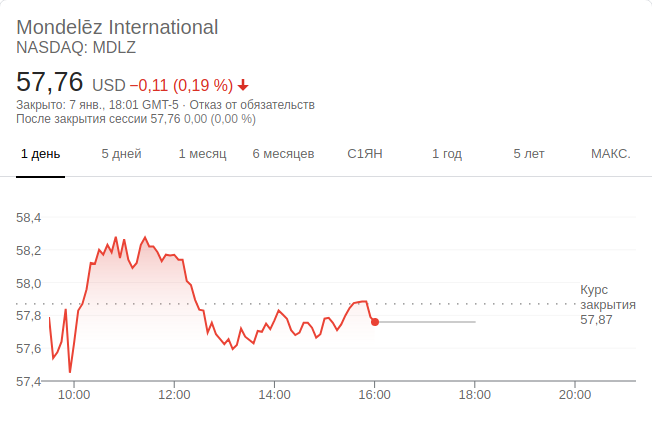 Mondelēz International
NASDAQ: MDLZ
57,76 USD −0,11 (0,19 %)
Закрыто: 7 янв., 18:01 GMT-5 · Отказ от обязательств
После закрытия сессии 57,76 0,00 (0,00 %)
1 день 5 дней 1 месяц 6 месяцев С1ЯН 1 год 5 лет МАКС.
58,4
58,2
58,0
57,8
57,6
57,4
Курс
закрытия
57,87
10:00 12:00 14:00 16:00 18:00 20:00